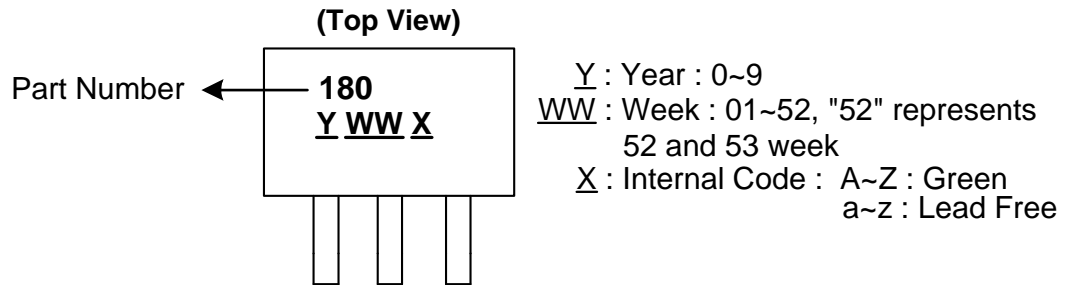 (Top View)
Part Number
180
Y WW X
Y : Year : 0~9
WW : Week : 01~52, "52" represents
52 and 53 week
X : Internal Code : A~Z : Green
a~z : Lead Free